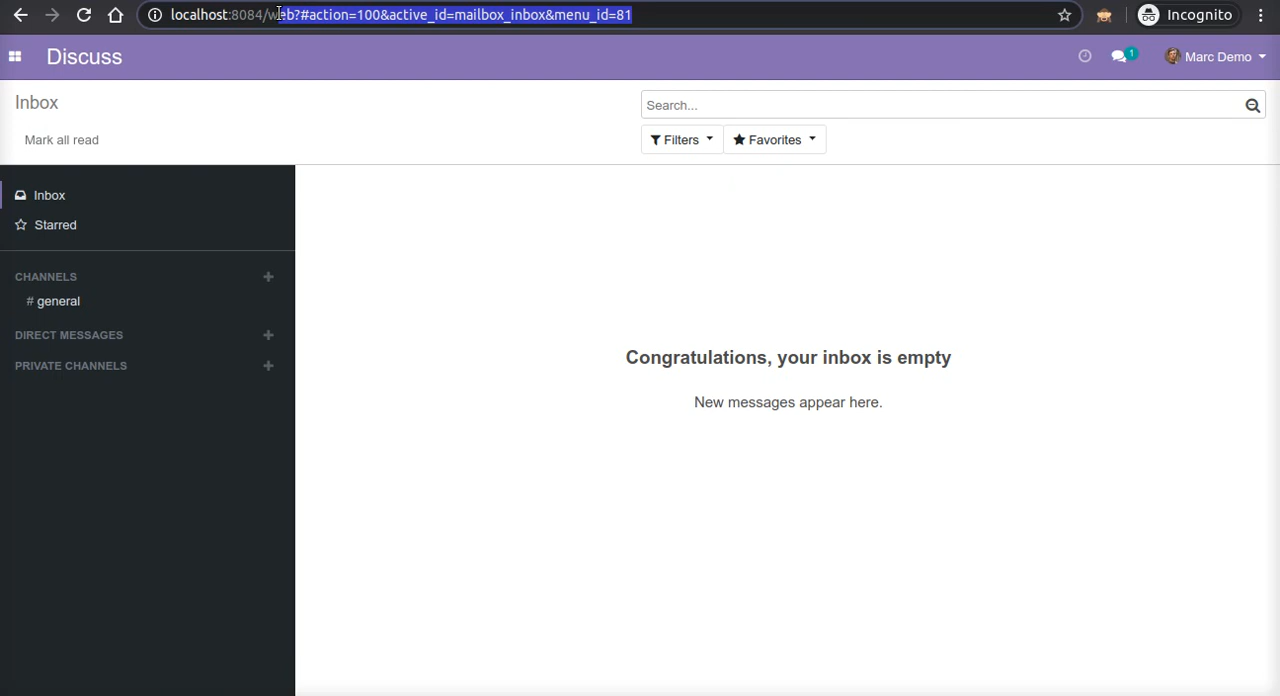 localhost:8084/web?#action=100&active_id=mailbox_inbox&menu_id=81
Incognito
Discuss
1
Marc Demo
Inbox
Search...
Mark all read
Filters
Favorites
Inbox
Starred
CHANNELS
# general
DIRECT MESSAGES
PRIVATE CHANNELS
Congratulations, your inbox is empty
New messages appear here.